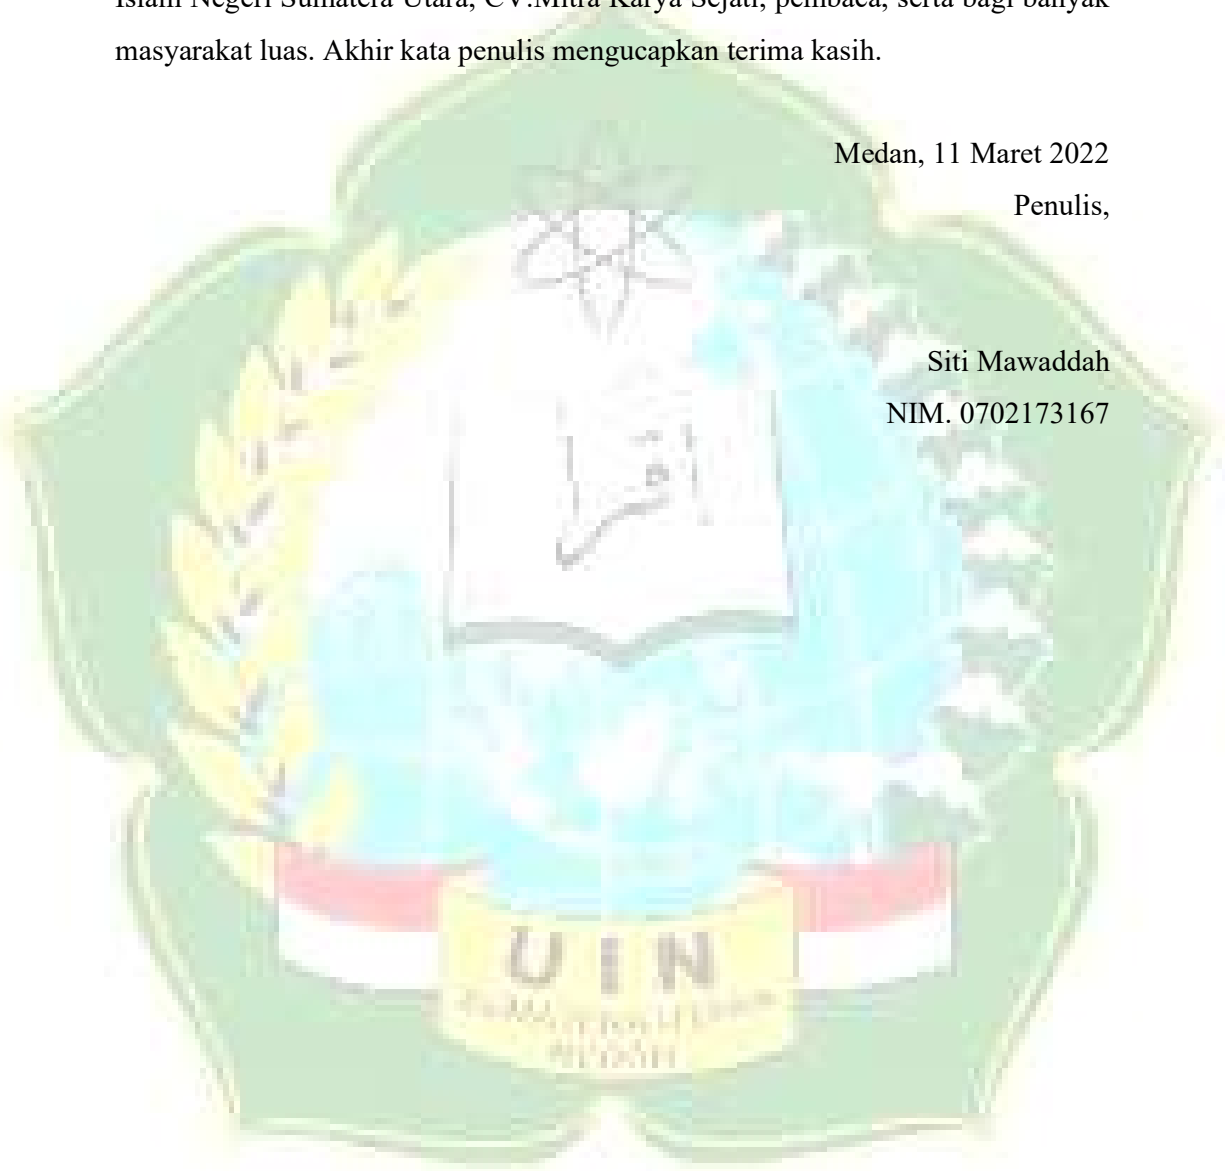 Islam Negeri Sumatera Utara, CV.Mitra Karya Sejati, pembaca, serta bagi banyak
masyarakat luas. Akhir kata penulis mengucapkan terima kasih.
Medan, 11 Maret 2022
Penulis,
Siti Mawaddah
NIM. 0702173167
اقرأ
UIN